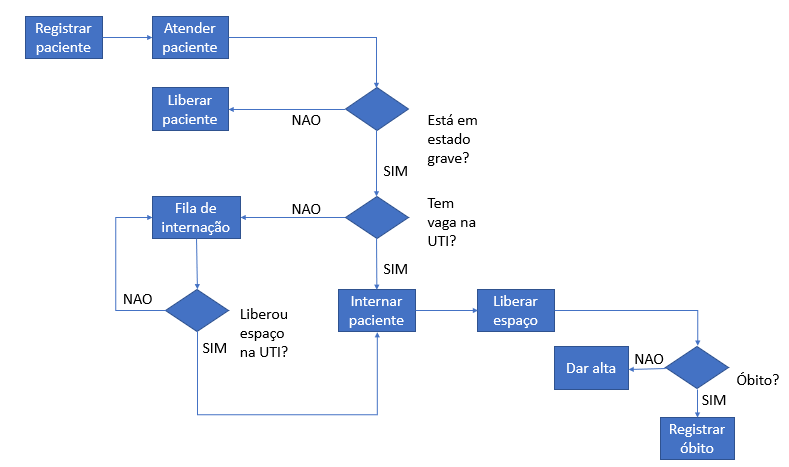 Registrar
paciente
Atender
paciente
Liberar
paciente
NAO
Está em
estado
grave?
SIM
Fila de
internação
NAO
Tem
vaga na
UTI?
SIM
NAO
Liberou
espaço
na UTI?
SIM
Internar
paciente
Liberar
espaço
Dar alta
NAO
Óbito?
SIM
Registrar
óbito